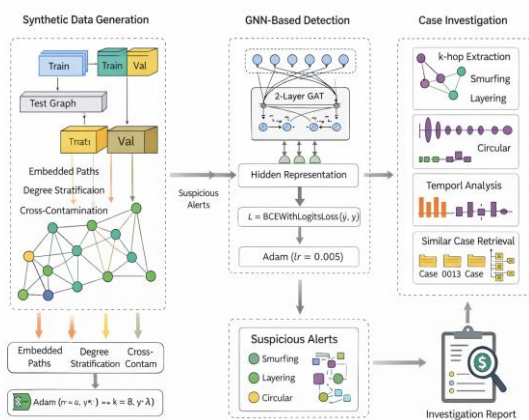 Synthetic Data Generation
Train
Train
Val
Test Graph
Tratı
Val
Embedded Paths
Degree Stratificaion
Cross-Contamination
Embedded Paths
Degree Stratification
Cross-Contam
Suspicious Alerts
GNN-Based Detection
2-Layer GAT
Hidden Representation
L = BCEWithLogitsLoss(ẏ, y)
Adam (lr = 0.005)
Suspicious Alerts
Smurfing
Layering
Circular
Case Investigation
k-hop Extraction
Smurfing
Layering
Circular
Temporl Analysis
Similar Case Retrieval
Case 0013 Case
Investigation Report